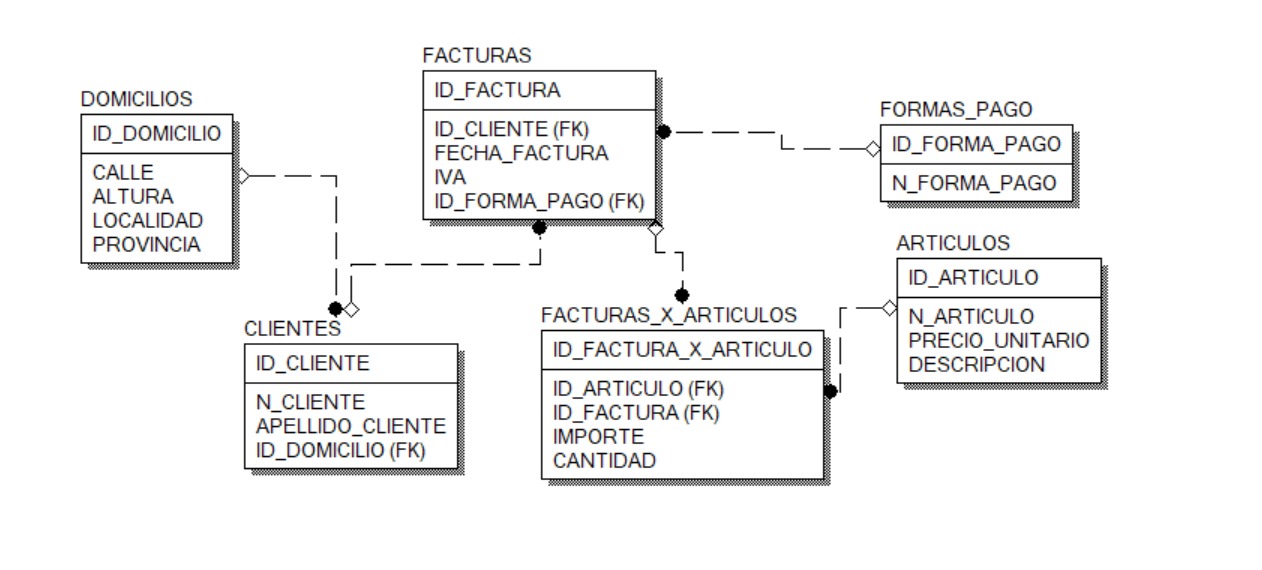 DOMICILIOS
ID_DOMICILIO
CALLE
ALTURA
LOCALIDAD
PROVINCIA
FACTURAS
ID_FACTURA
ID_CLIENTE (FK)
FECHA_FACTURA
IVA
ID_FORMA_PAGO (FK)
FORMAS_PAGO
ID_FORMA_PAGO
N_FORMA_PAGO
ARTICULOS
ID_ARTICULO
N_ARTICULO
PRECIO_UNITARIO
DESCRIPCION
CLIENTES
ID_CLIENTE
N_CLIENTE
APELLIDO_CLIENTE
ID_DOMICILIO (FK)
FACTURAS_X_ARTICULOS
ID_FACTURA_X_ARTICULO
ID_ARTICULO (FK)
ID_FACTURA (FK)
IMPORTE
CANTIDAD